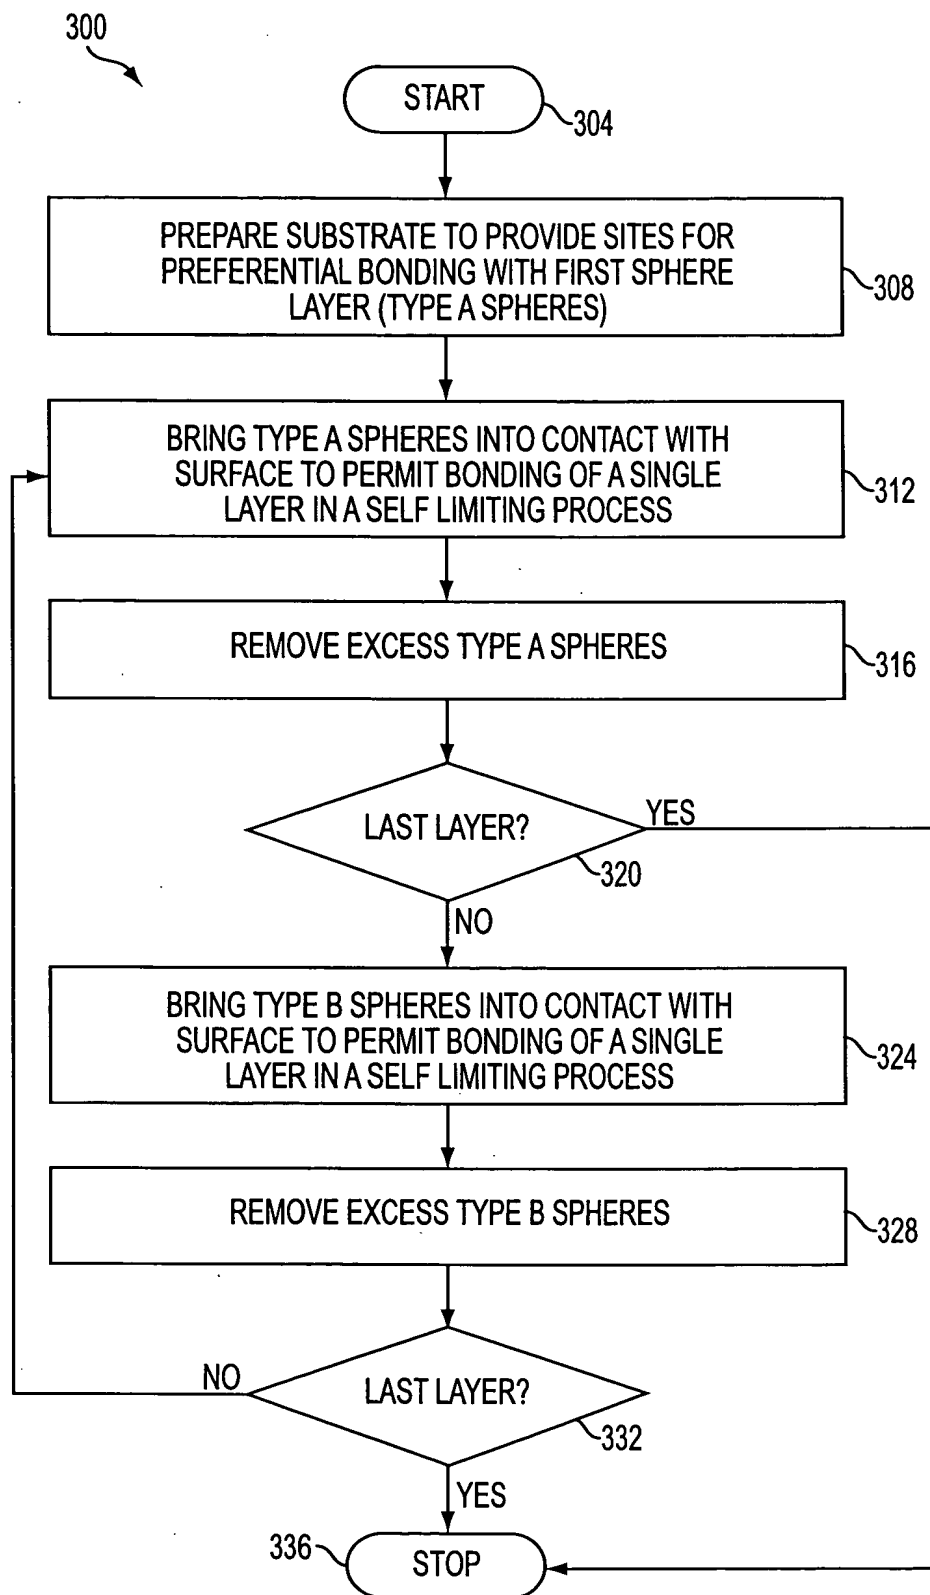 300
START
304
PREPARE SUBSTRATE TO PROVIDE SITES FOR
PREFERENTIAL BONDING WITH FIRST SPHERE
LAYER (TYPE A SPHERES)
308
BRING TYPE A SPHERES INTO CONTACT WITH
SURFACE TO PERMIT BONDING OF A SINGLE
LAYER IN A SELF LIMITING PROCESS
312
REMOVE EXCESS TYPE A SPHERES
316
LAST LAYER?
YES
320
NO
BRING TYPE B SPHERES INTO CONTACT WITH
SURFACE TO PERMIT BONDING OF A SINGLE
LAYER IN A SELF LIMITING PROCESS
324
REMOVE EXCESS TYPE B SPHERES
328
NO
LAST LAYER?
332
YES
336
STOP